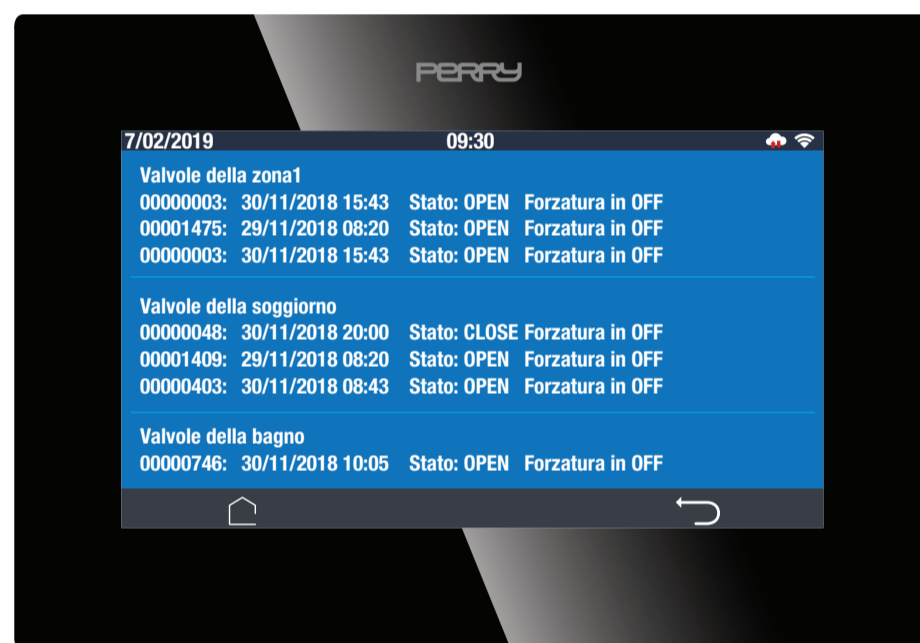 PERRY
7/02/2019 09:30
Valvole della zona1
00000003: 30/11/2018 15:43 Stato: OPEN Forzatura in OFF
00001475: 29/11/2018 08:20 Stato: OPEN Forzatura in OFF
00000003: 30/11/2018 15:43 Stato: OPEN Forzatura in OFF
Valvole della soggiorno
00000048: 30/11/2018 20:00 Stato: CLOSE Forzatura in OFF
00001409: 29/11/2018 08:20 Stato: OPEN Forzatura in OFF
00000403: 30/11/2018 08:43 Stato: OPEN Forzatura in OFF
Valvole della bagno
00000746: 30/11/2018 10:05 Stato: OPEN Forzatura in OFF